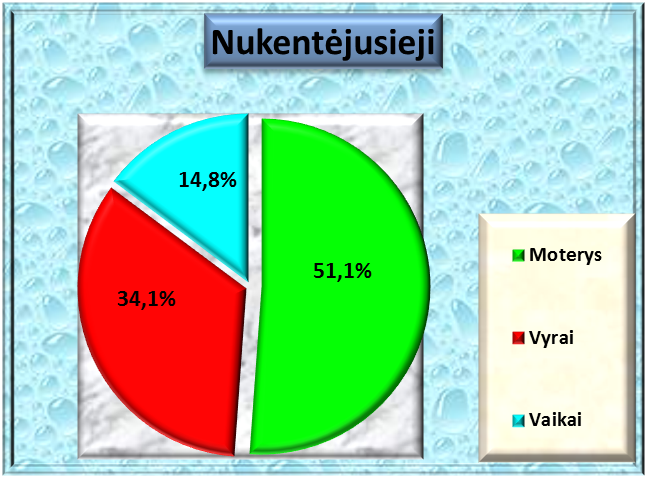 Nukentėjusieji
14,8%
51,1%
34,1%
Moterys
Vyrai
Vaikai